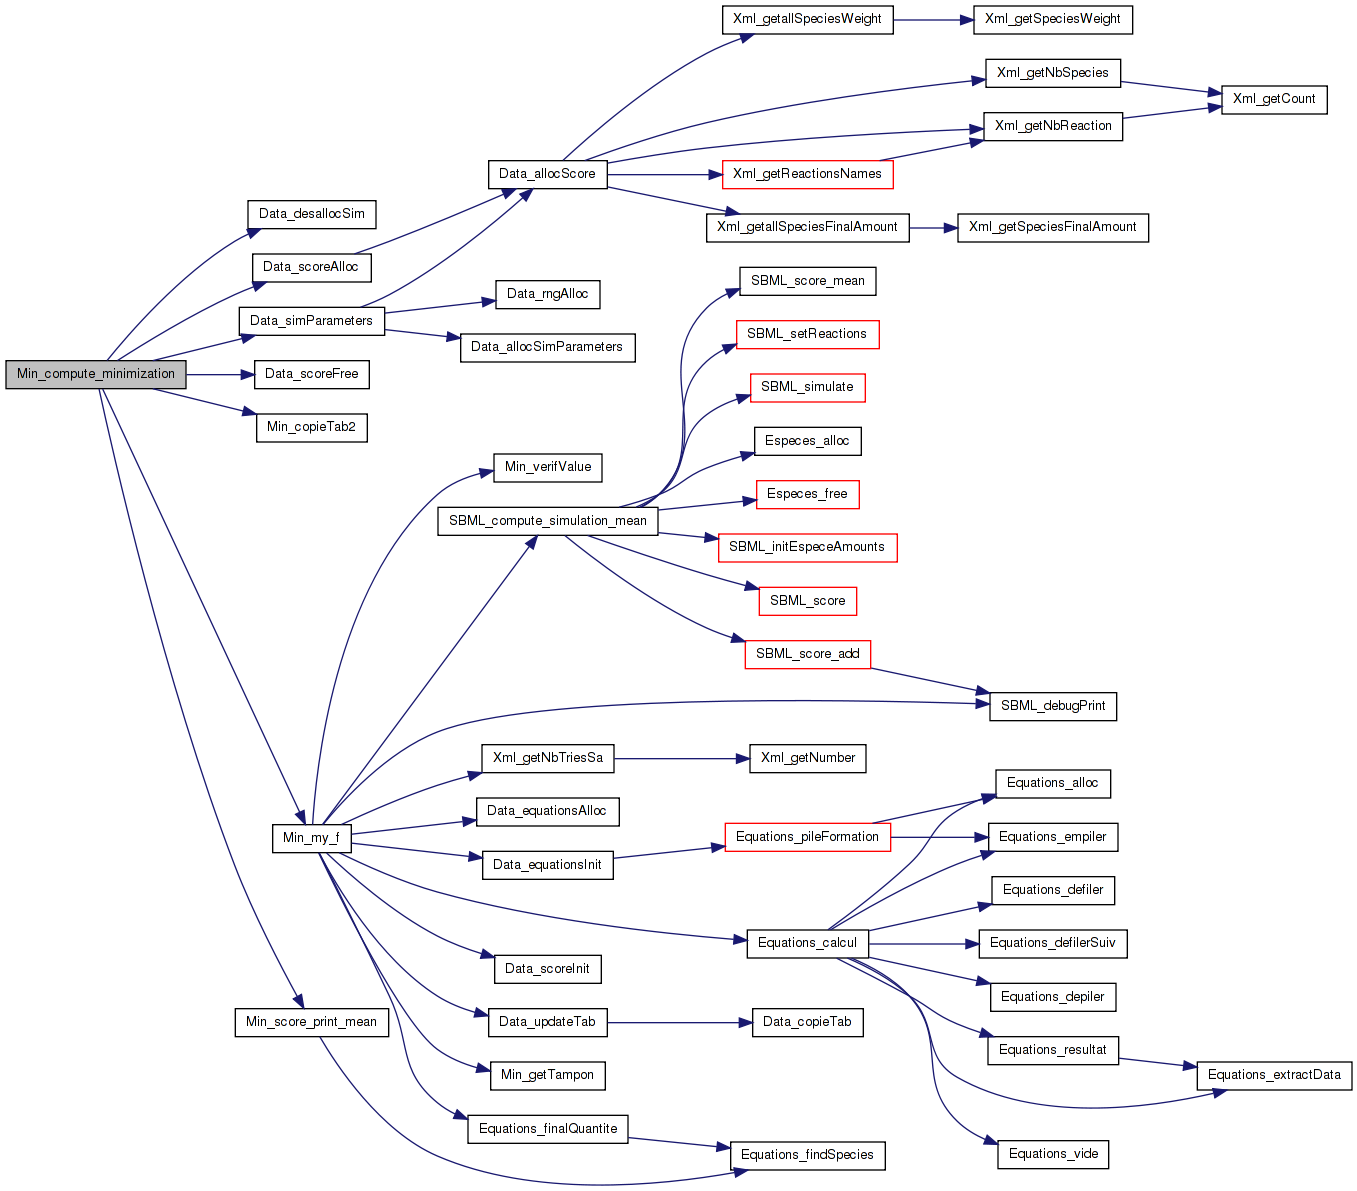 Xml_getallSpeciesWeight
Xml_getSpeciesWeight
Xml_getNbSpecies
Xml_getCount
Xml_getNbReaction
Data_allocScore
Xml_getReactionsNames
Data_desallocSim
Xml_getallSpeciesFinalAmount
Xml_getSpeciesFinalAmount
Data_scoreAlloc
SBML_score_mean
Data_rngAlloc
Data_simParameters
SBML_setReactions
Data_allocSimParameters
Min_compute_minimization
Data_scoreFree
SBML_simulate
Min_copieTab2
Especes_alloc
Min_verifValue
Especes_free
SBML_compute_simulation_mean
SBML_initEspeceAmounts
SBML_score
SBML_score_add
SBML_debugPrint
Xml_getNbTriesSa
Xml_getNumber
Equations_alloc
Data_equationsAlloc
Min_my_f
Equations_pileFormation
Equations_empiler
Data_equationsInit
Equations_defiler
Equations_calcul
Equations_defilerSuiv
Data_scoreInit
Equations_depiler
Min_score_print_mean
Data_updateTab
Data_copieTab
Equations_resultat
Min_getTampon
Equations_extractData
Equations_finalQuantite
Equations_findSpecies
Equations_vide